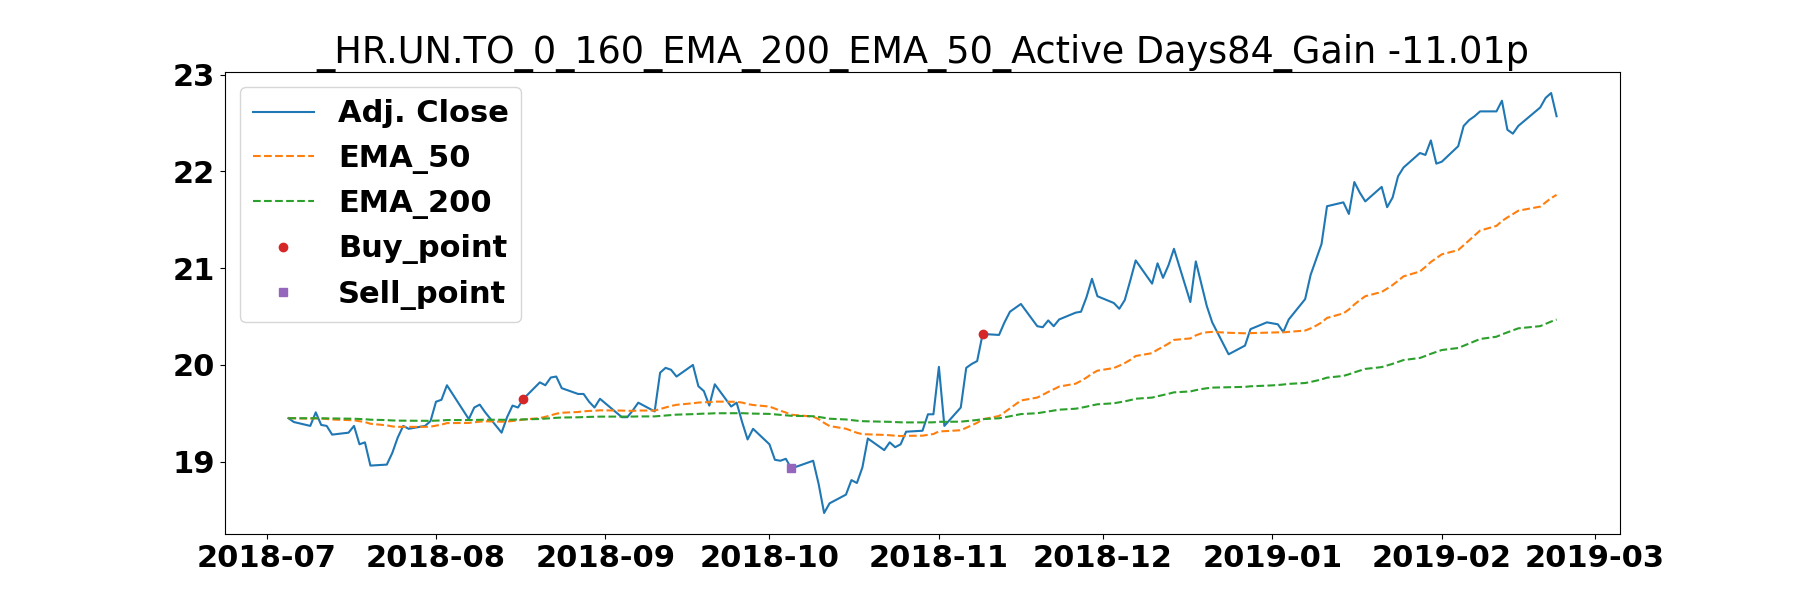 _HR.UN.TO_0_160_EMA_200_EMA_50_Active Days84_Gain -11.01p
23
22
21
20
19
Adj. Close
EMA_50
EMA_200
Buy_point
Sell_point
2018-07 2018-08 2018-09 2018-10 2018-11 2018-12 2019-01 2019-02 2019-03